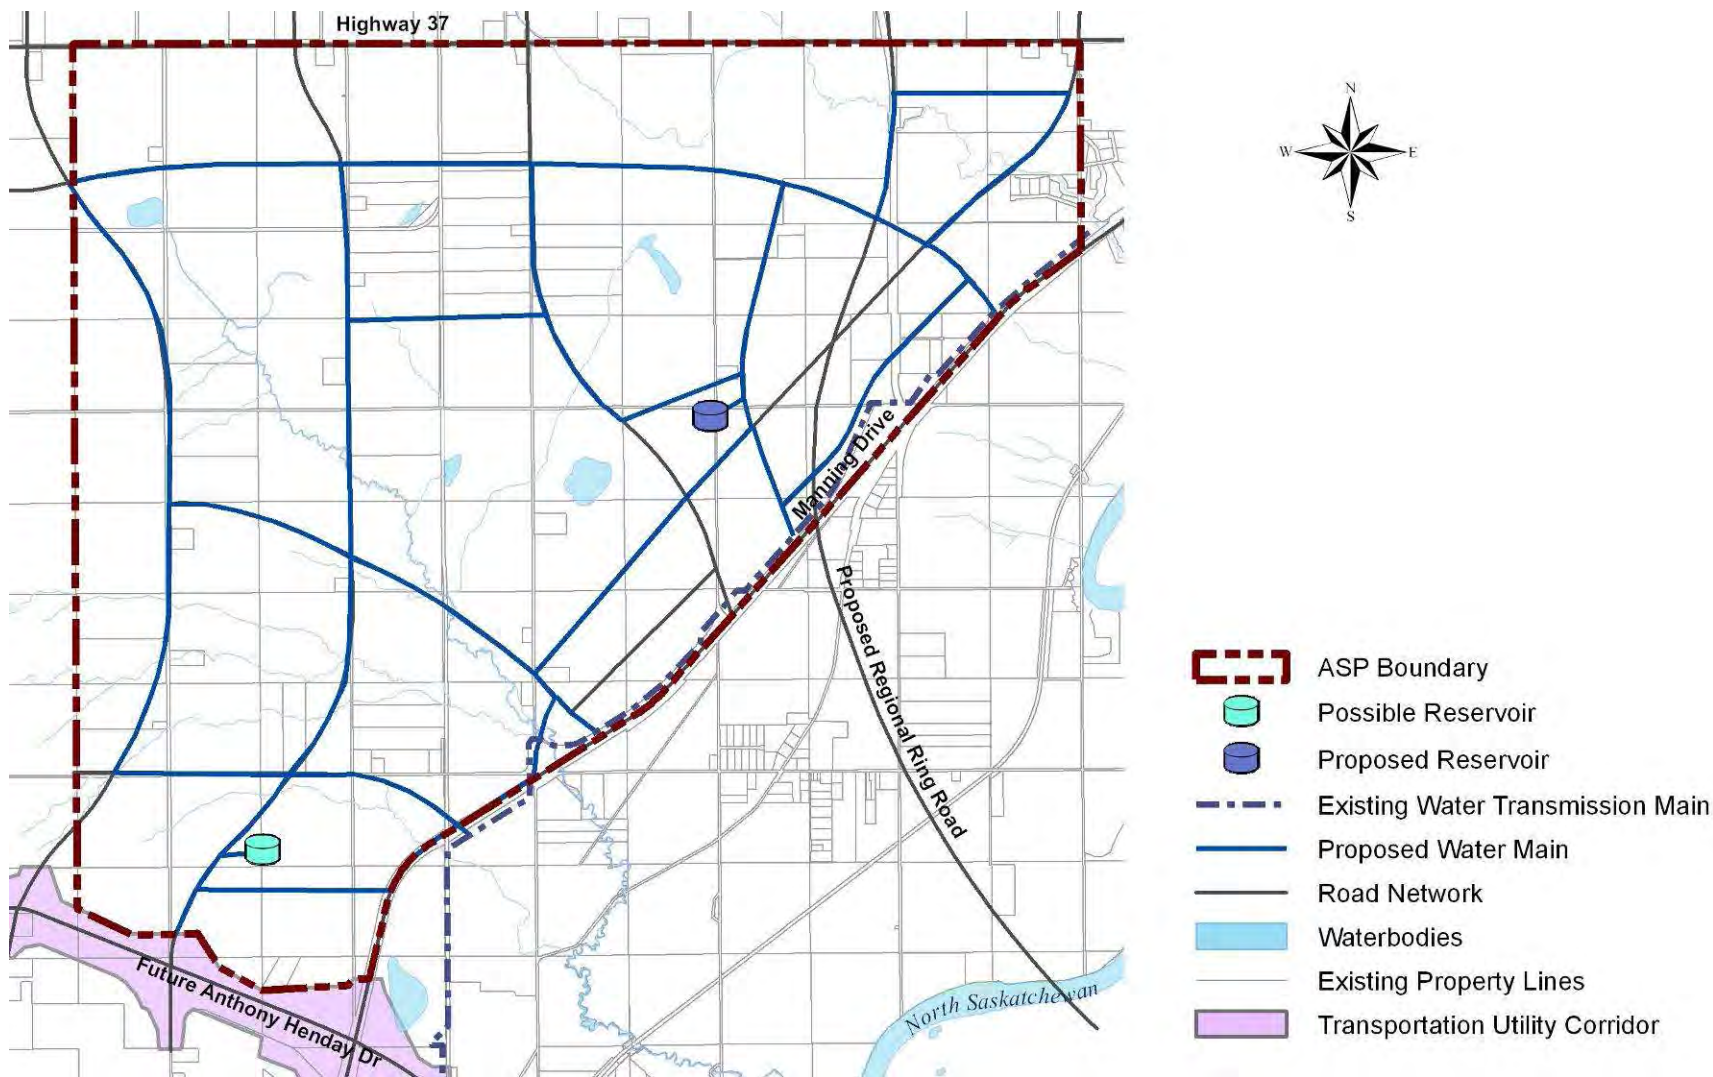 Highway 37
N
W
E
S
Manning Drive
Proposed Regional Ring Road
Future Anthony Henday Dr
North Saskatchewan
ASP Boundary
Possible Reservoir
Proposed Reservoir
Existing Water Transmission Main
Proposed Water Main
Road Network
Waterbodies
Existing Property Lines
Transportation Utility Corridor